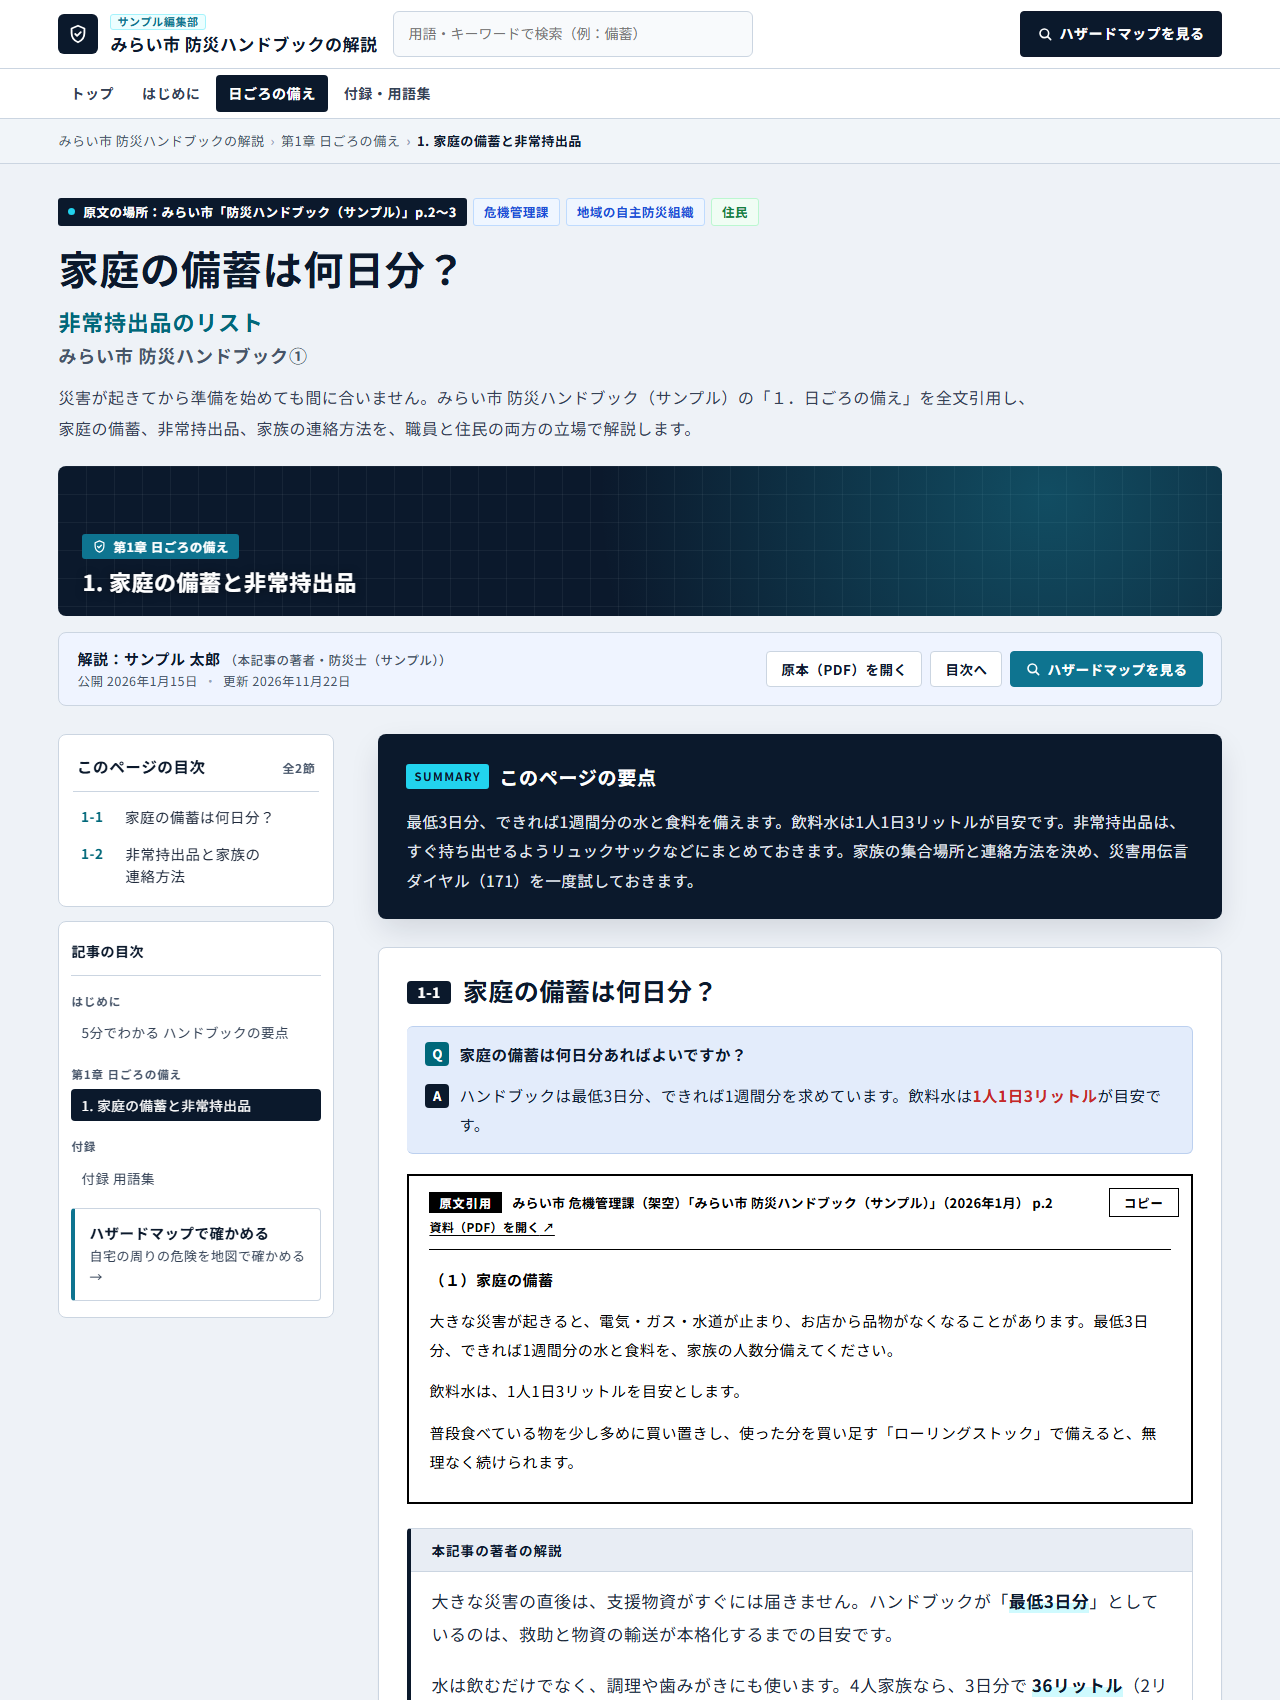 サンプル編集部
みらい市 防災ハンドブックの解説
用語・キーワードで検索（例：備蓄）
ハザードマップを見る
トップ
はじめに
日ごろの備え
付録・用語集
みらい市 防災ハンドブックの解説 › 第1章 日ごろの備え › 1. 家庭の備蓄と非常持出品
原文の場所：みらい市「防災ハンドブック（サンプル）」p.2〜3
危機管理課
地域の自主防災組織
住民
家庭の備蓄は何日分？
非常持出品のリスト
みらい市 防災ハンドブック①
災害が起きてから準備を始めても間に合いません。みらい市 防災ハンドブック（サンプル）の「１．日ごろの備え」を全文引用し、
家庭の備蓄、非常持出品、家族の連絡方法を、職員と住民の両方の立場で解説します。
第1章 日ごろの備え
1. 家庭の備蓄と非常持出品
解説：サンプル 太郎 （本記事の著者・防災士（サンプル））
公開 2026年1月15日 ・ 更新 2026年11月22日
原本（PDF）を開く
目次へ
ハザードマップを見る
このページの目次
全2節
1-1 家庭の備蓄は何日分？
1-2 非常持出品と家族の
連絡方法
記事の目次
はじめに
5分でわかる ハンドブックの要点
第1章 日ごろの備え
1. 家庭の備蓄と非常持出品
付録
付録 用語集
ハザードマップで確かめる
自宅の周りの危険を地図で確かめる
→
SUMMARY このページの要点
最低3日分、できれば1週間分の水と食料を備えます。飲料水は1人1日3リットルが目安です。非常持出品は、
すぐ持ち出せるようリュックサックなどにまとめておきます。家族の集合場所と連絡方法を決め、災害用伝言
ダイヤル（171）を一度試しておきます。
1-1 家庭の備蓄は何日分？
Q 家庭の備蓄は何日分あればよいですか？
A ハンドブックは最低3日分、できれば1週間分を求めています。飲料水は1人1日3リットルが目安で
す。
原文引用 みらい市 危機管理課（架空）「みらい市 防災ハンドブック（サンプル）」（2026年1月） p.2
コピー
資料（PDF）を開く ↗
（１）家庭の備蓄
大きな災害が起きると、電気・ガス・水道が止まり、お店から品物がなくなることがあります。最低3日
分、できれば1週間分の水と食料を、家族の人数分備えてください。
飲料水は、1人1日3リットルを目安とします。
普段食べている物を少し多めに買い置きし、使った分を買い足す「ローリングストック」で備えると、無
理なく続けられます。
本記事の著者の解説
大きな災害の直後は、支援物資がすぐには届きません。ハンドブックが「最低3日分」として
いるのは、救助と物資の輸送が本格化するまでの目安です。
水は飲むだけでなく、調理や歯みがきにも使います。4人家族なら、3日分で 36リットル（2リ